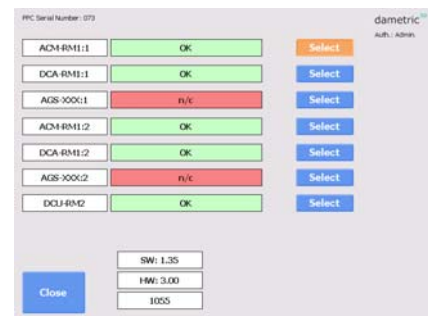 PPC Serial Number: 073
dametric
Auth.: Admin.
ACM-RM1:1 OK Select
DCA-RM1:1 OK Select
AGS-XXX:1 n/c Select
ACM-RM1:2 OK Select
DCA-RM1:2 OK Select
AGS-XXX:2 n/c Select
DCU-RM2 OK Select
SW: 1.35
HW: 3.00
Close
1055